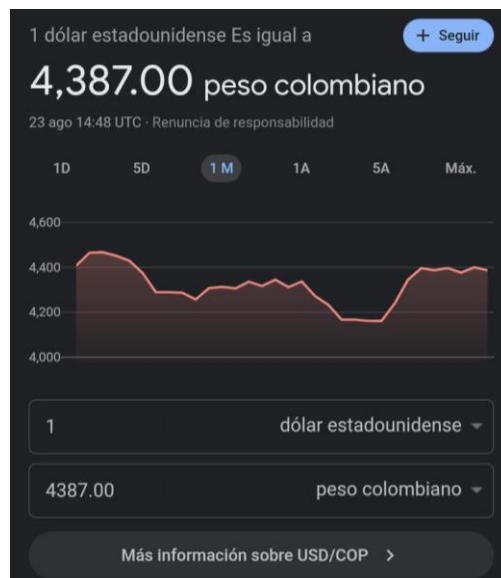 1 dólar estadounidense Es igual a
+ Seguir
4,387.00 peso colombiano
23 ago 14:48 UTC · Renuncia de responsabilidad
1D 5D 1 M 1A 5A Máx.
4,600
4,400
4,200
4,000
1 dólar estadounidense
4387.00 peso colombiano
Más información sobre USD/COP >